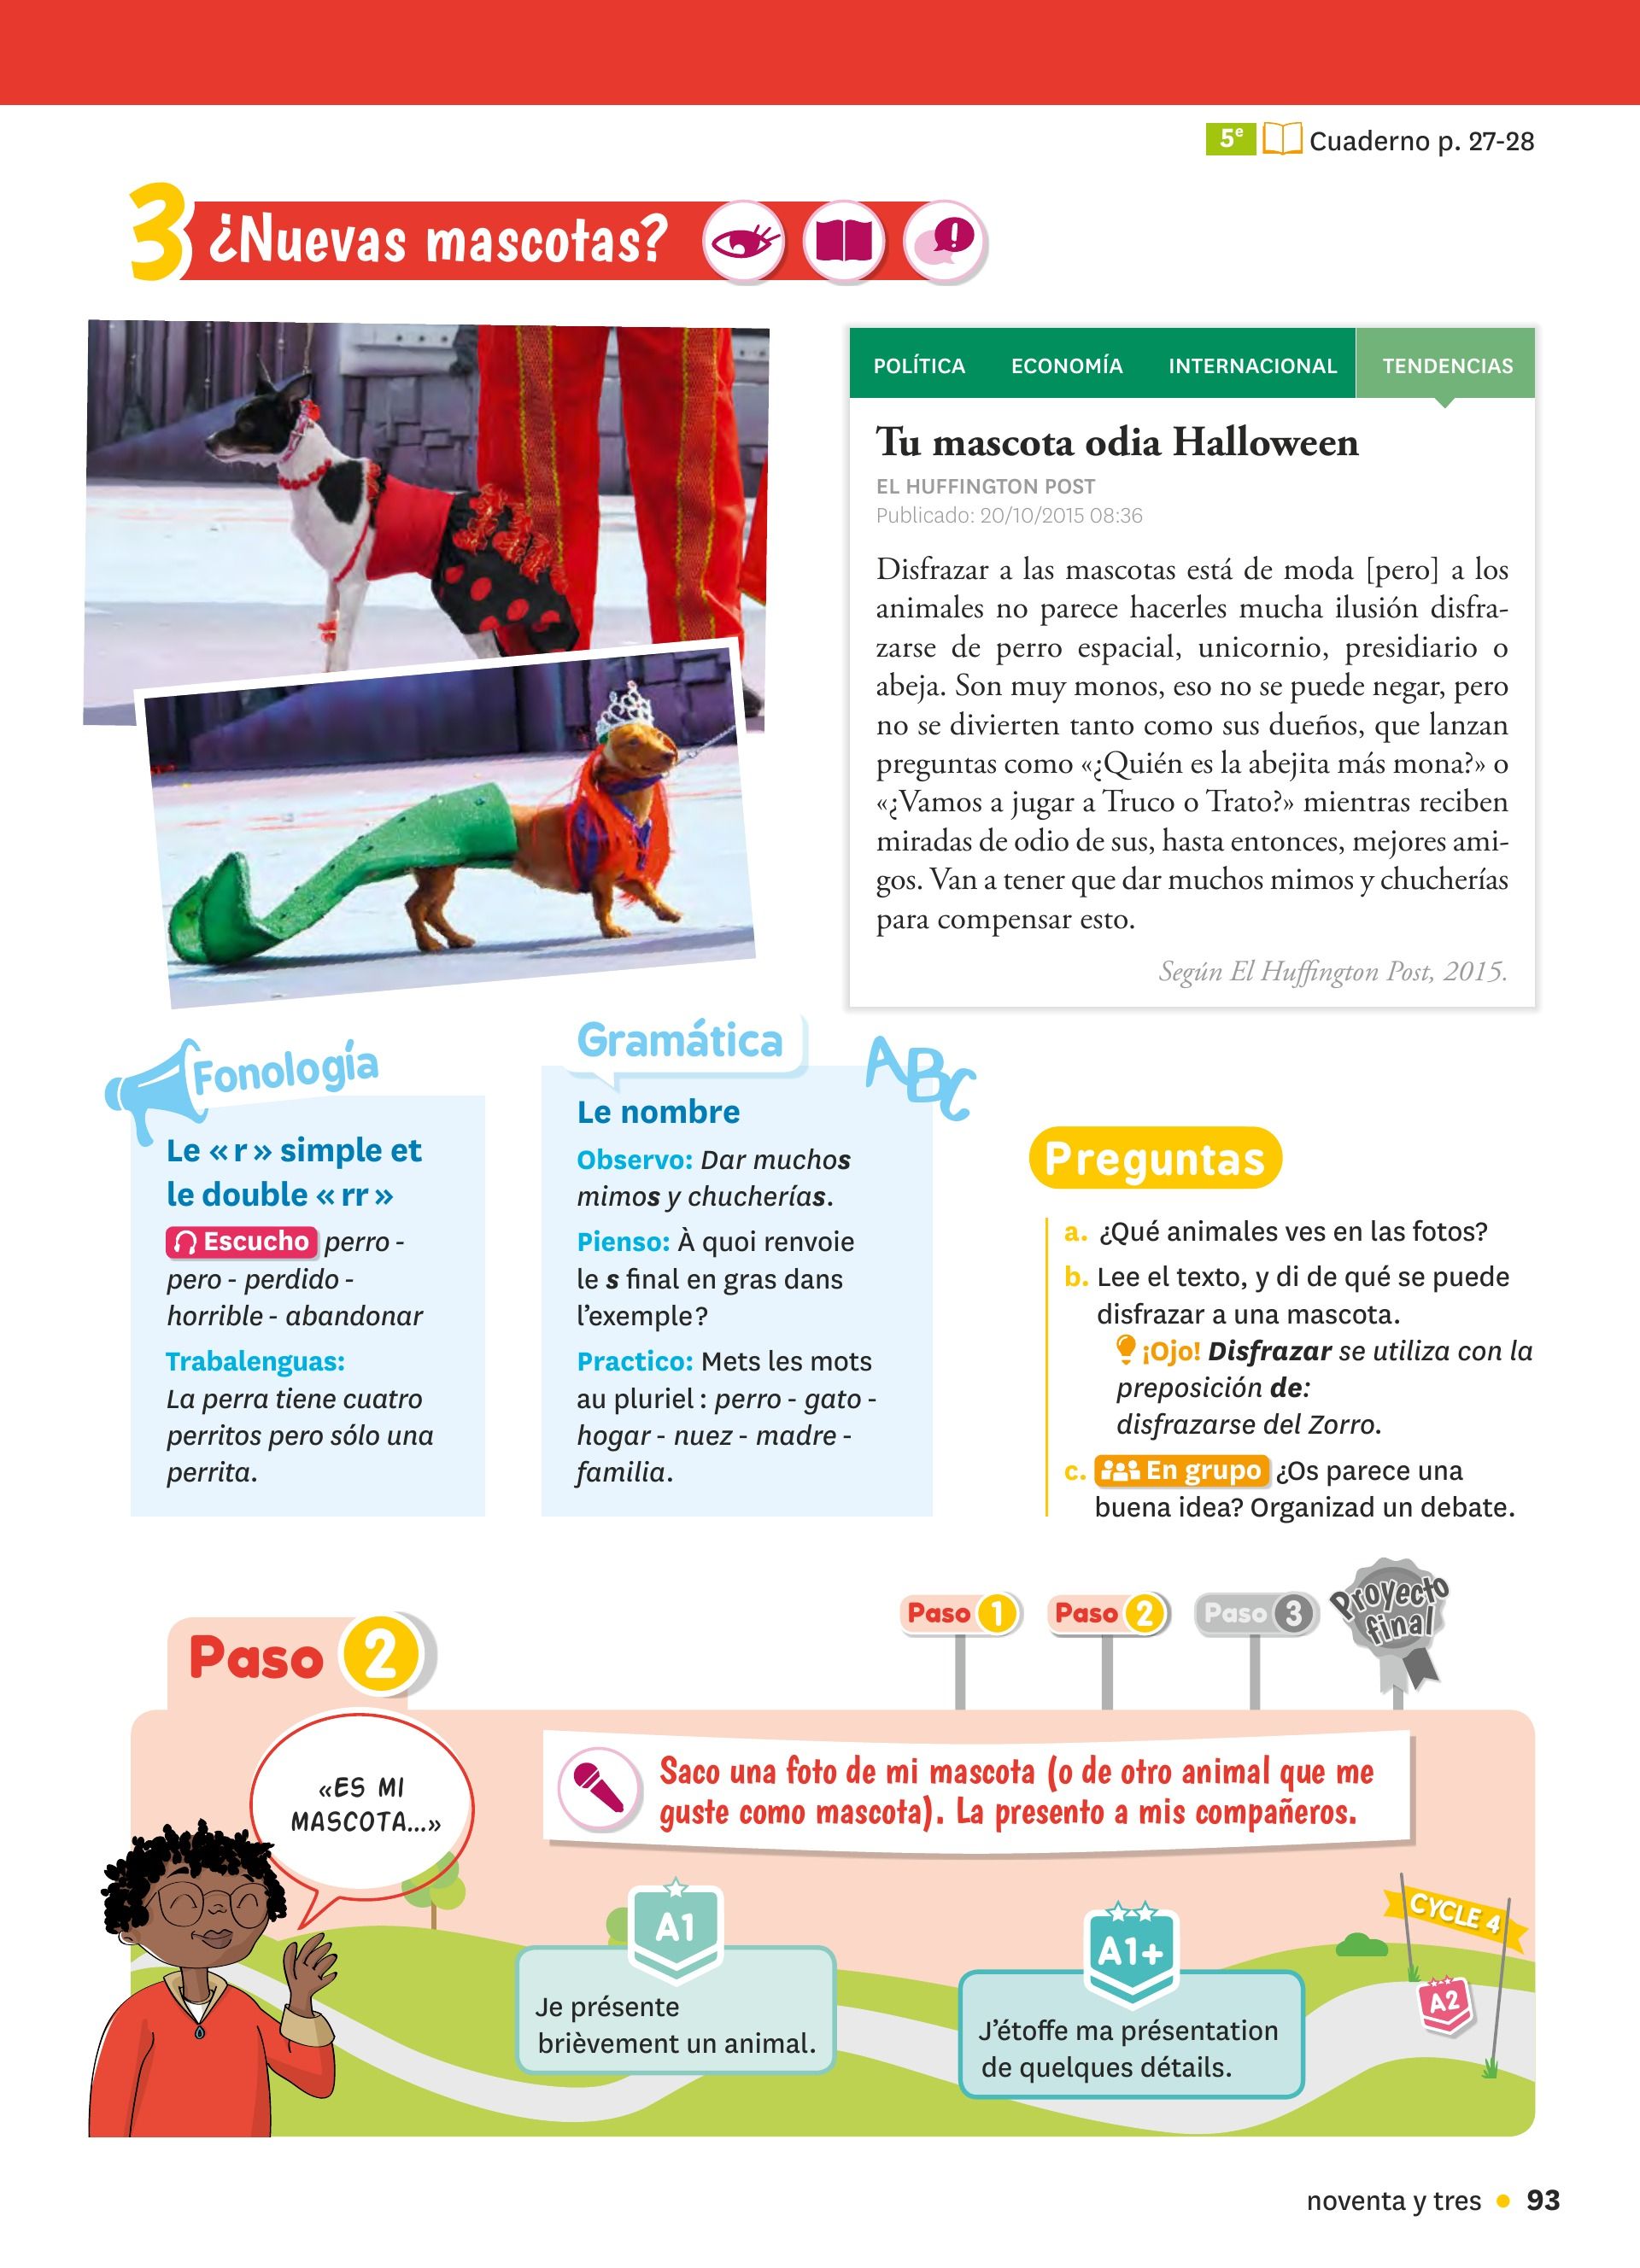 5e Cuaderno p. 27-28
3 ¿Nuevas mascotas?
POLÍTICA ECONOMÍA INTERNACIONAL TENDENCIAS
Tu mascota odia Halloween
EL HUFFINGTON POST
Publicado: 20/10/2015 08:36
Disfrazar a las mascotas está de moda [pero] a los
animales no parece hacerles mucha ilusión disfra-
zarse de perro espacial, unicornio, presidiario o
abeja. Son muy monos, eso no se puede negar, pero
no se divierten tanto como sus dueños, que lanzan
preguntas como «¿Quién es la abejita más mona?» o
«¿Vamos a jugar a Truco o Trato?» mientras reciben
miradas de odio de sus, hasta entonces, mejores ami-
gos. Van a tener que dar muchos mimos y chucherías
para compensar esto.
Según El Huffington Post, 2015.
Fonología
Le « r » simple et
le double « rr »
Escucho perro -
pero - perdido -
horrible - abandonar
Trabalenguas:
La perra tiene cuatro
perritos pero sólo una
perrita.
Gramática
ABC
Le nombre
Observo: Dar muchos
mimos y chucherías.
Pienso: À quoi renvoie
le s final en gras dans
l'exemple?
Practico: Mets les mots
au pluriel : perro - gato -
hogar - nuez - madre -
familia.
Preguntas
a. ¿Qué animales ves en las fotos?
b. Lee el texto, y di de qué se puede
disfrazar a una mascota.
¡Ojo! Disfrazar se utiliza con la
preposición de:
disfrazarse del Zorro.
c. En grupo ¿Os parece una
buena idea? Organizad un debate.
Paso 1 Paso 2 Paso 3 Proyecto
final
Paso 2
«ES MI
MASCOTA...»
Saco una foto de mi mascota (o de otro animal que me
guste como mascota). La presento a mis compañeros.
A1
Je présente
brièvement un animal.
A1+
J'étoffe ma présentation
de quelques détails.
CYCLE 4
A2
noventa y tres • 93